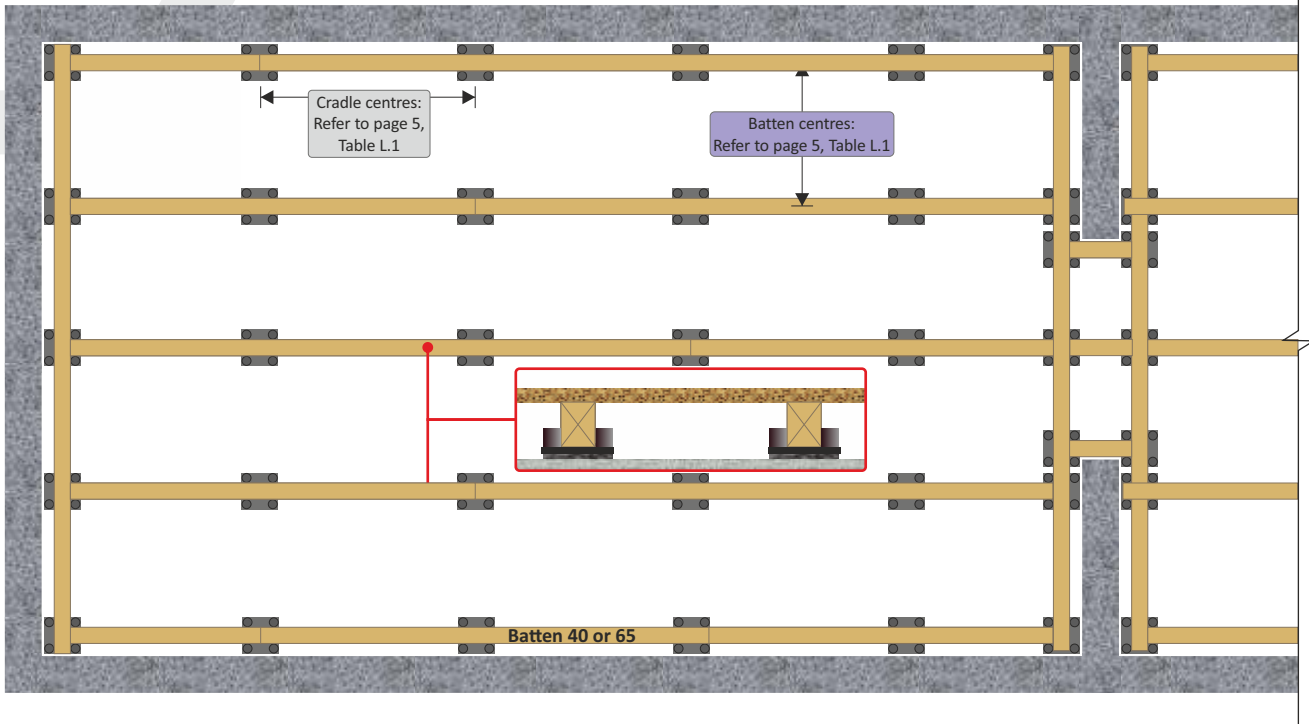 Cradle centres:
Refer to page 5,
Table L.1
Batten centres:
Refer to page 5, Table L.1
Batten 40 or 65